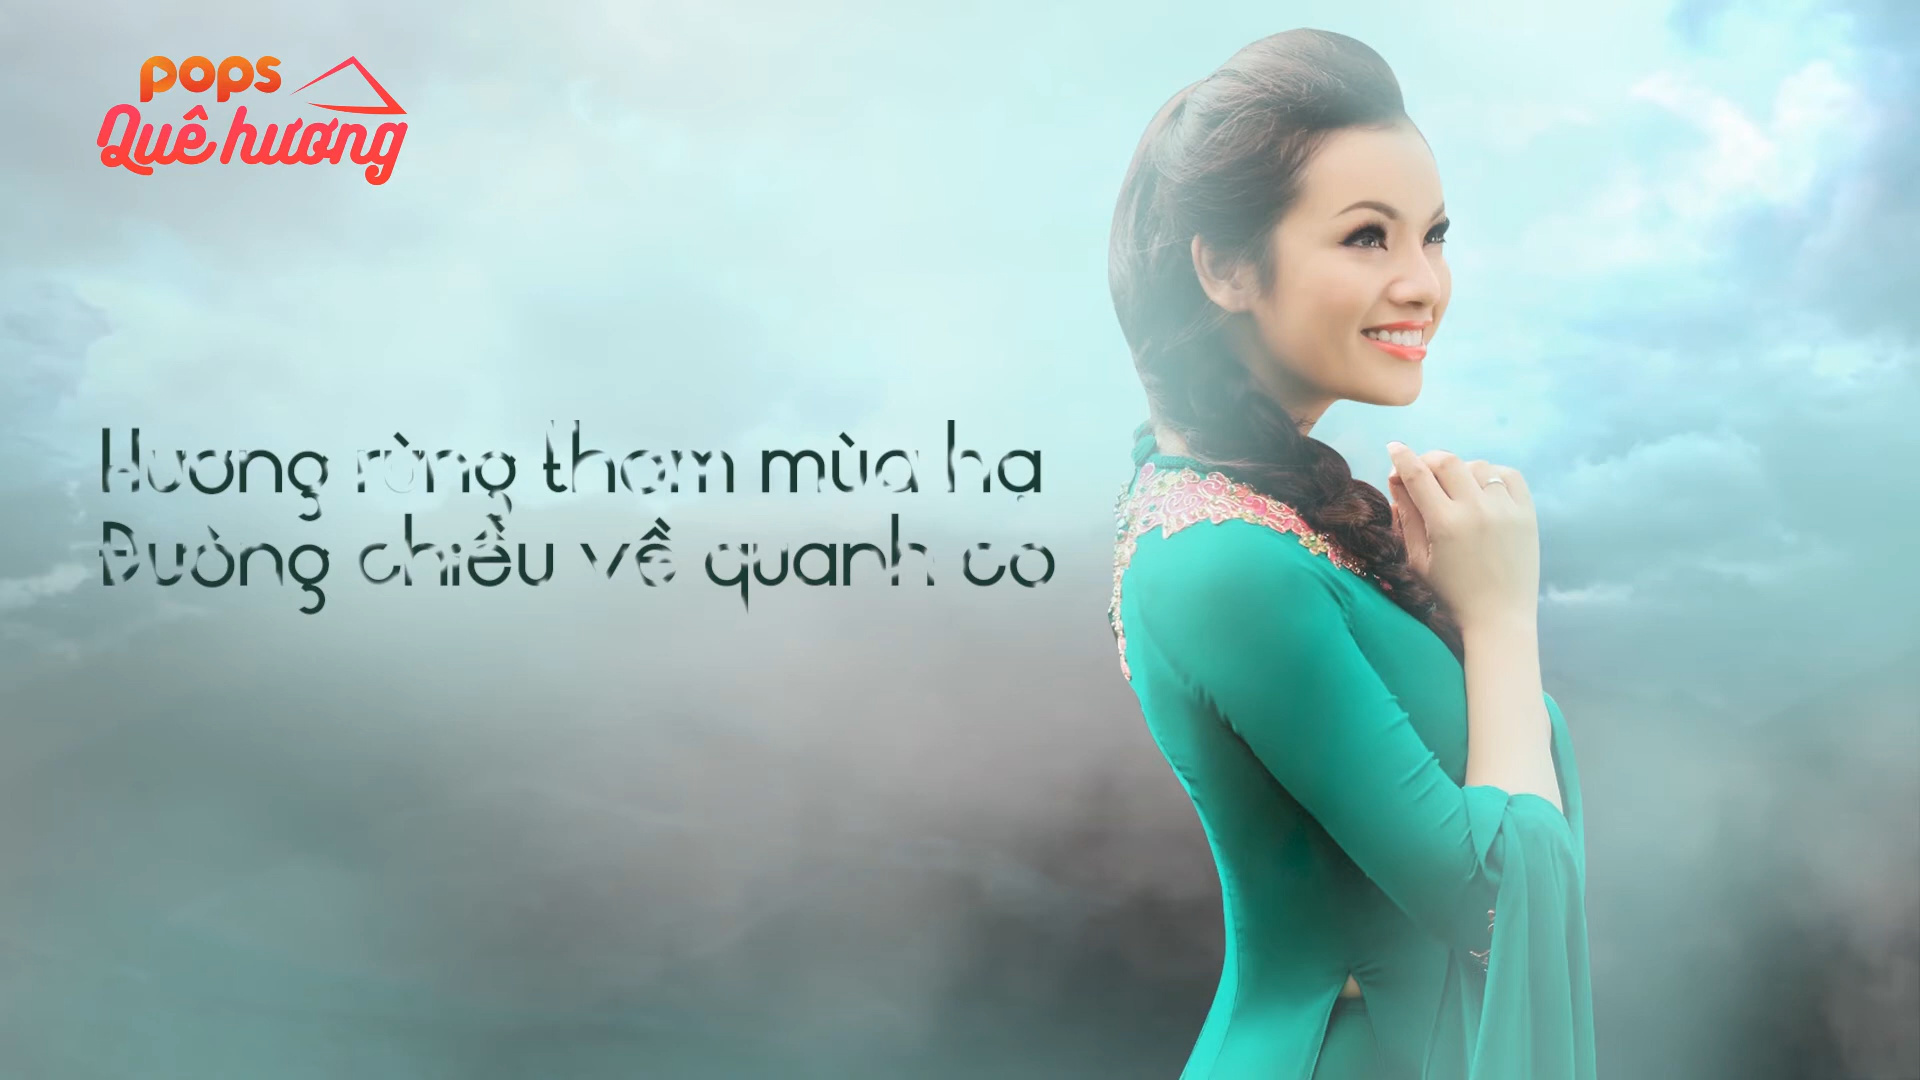 pops
Quê hương
Hương rừng thơm mùa hạ
Đường chiều về quanh co